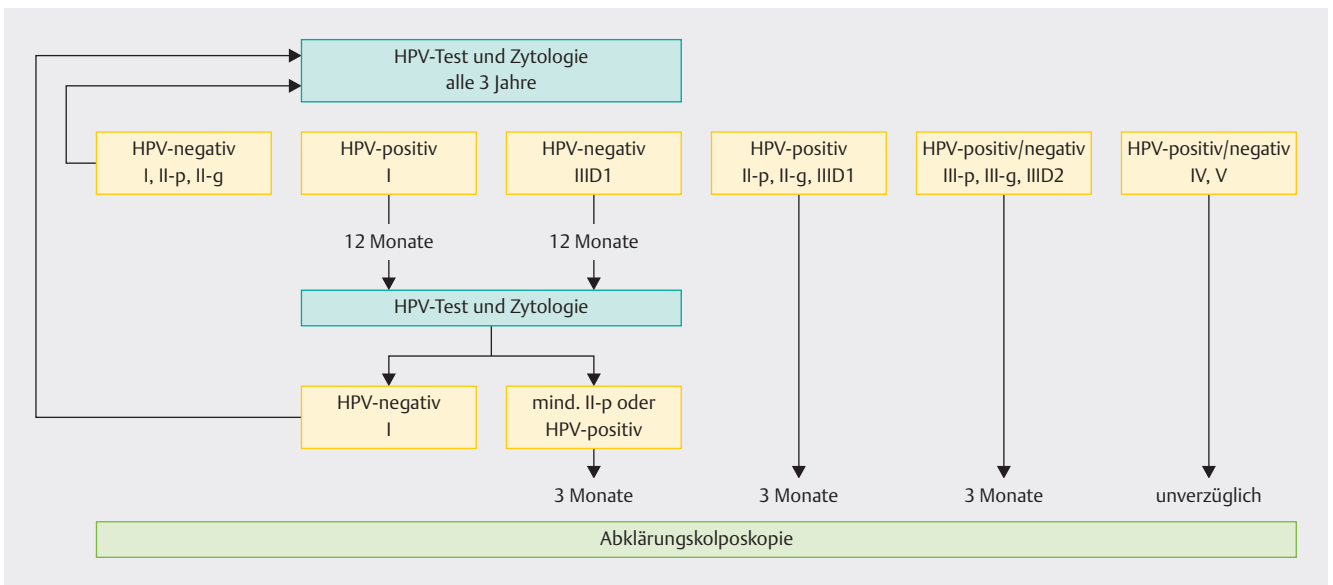 HPV-Test und Zytologie
alle 3 Jahre
HPV-negativ
I, II-p, II-g
HPV-positiv
I
HPV-negativ
IIID1
HPV-positiv
II-p, II-g, IIID1
HPV-positiv/negativ
III-p, III-g, IIID2
HPV-positiv/negativ
IV, V
12 Monate
12 Monate
HPV-Test und Zytologie
HPV-negativ
I
mind. II-p oder
HPV-positiv
3 Monate
3 Monate
3 Monate
unverzüglich
Abklärungskolposkopie